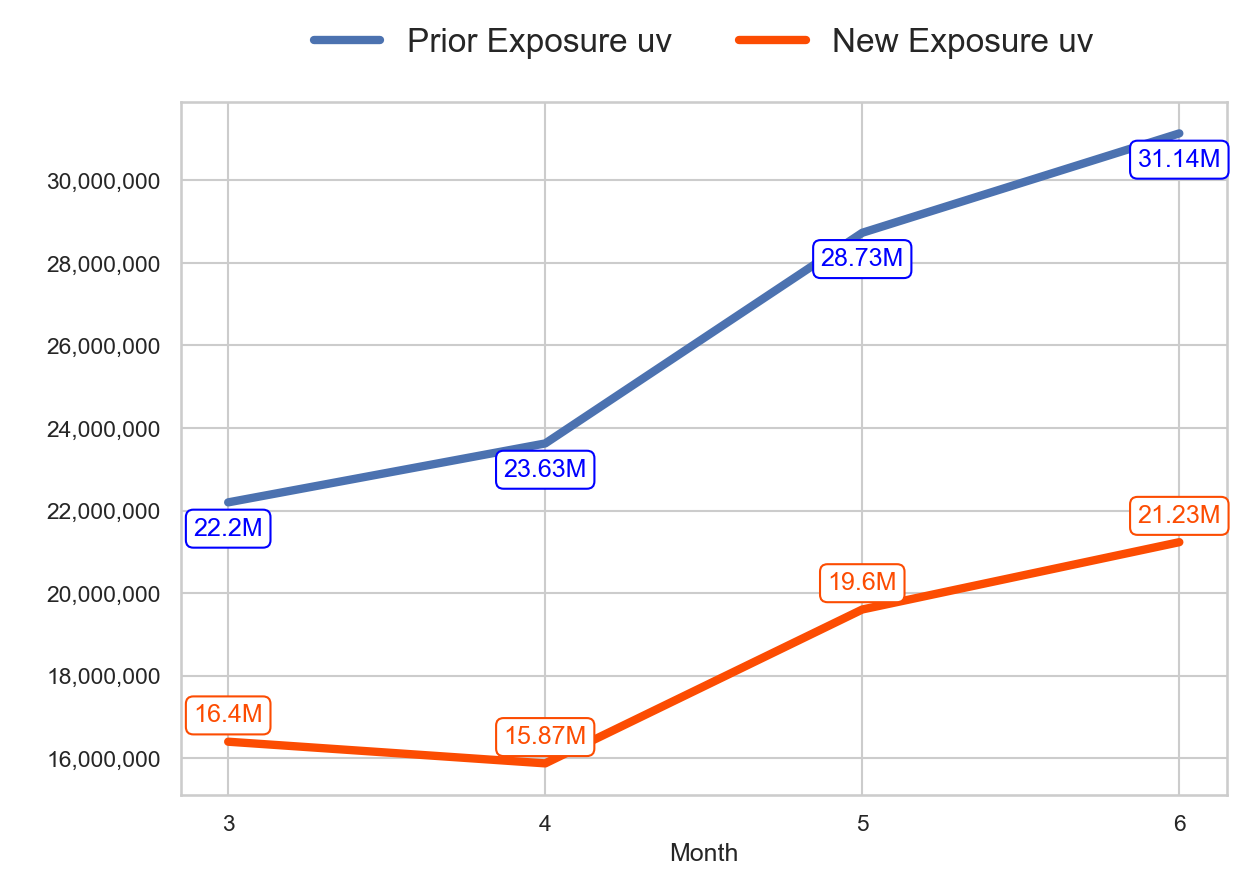 Prior Exposure uv New Exposure uv
30,000,000
28,000,000
26,000,000
24,000,000
22,000,000
20,000,000
18,000,000
16,000,000
31.14M
28.73M
23.63M
22.2M
21.23M
19.6M
16.4M
15.87M
3 4 5 6
Month